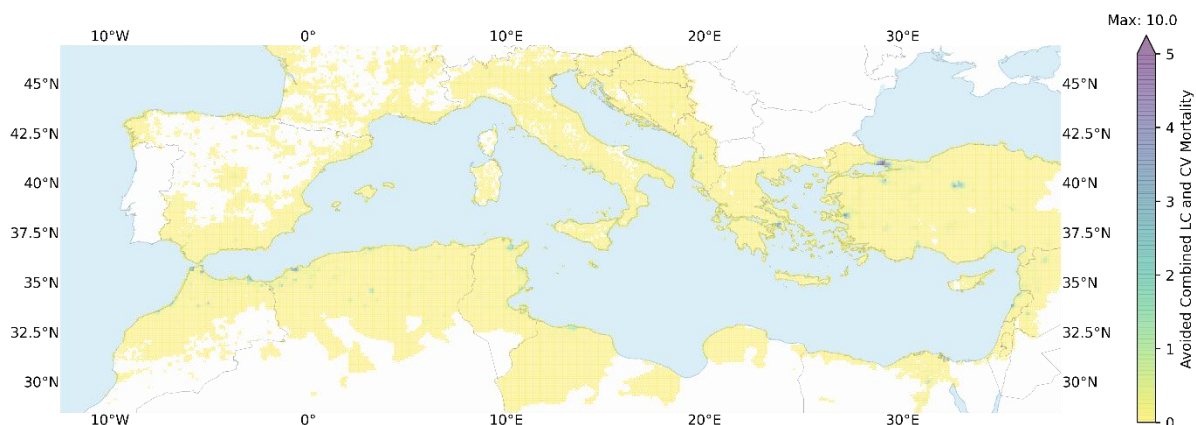 Max: 10.0
10°W 0° 10°E 20°E 30°E
45°N 45°N
42.5°N 42.5°N
40°N 40°N
37.5°N 37.5°N
35°N 35°N
32.5°N 32.5°N
30°N 30°N
10°W 0° 10°E 20°E 30°E
5
4
3
2
1
0
Avoided Combined LC and CV Mortality